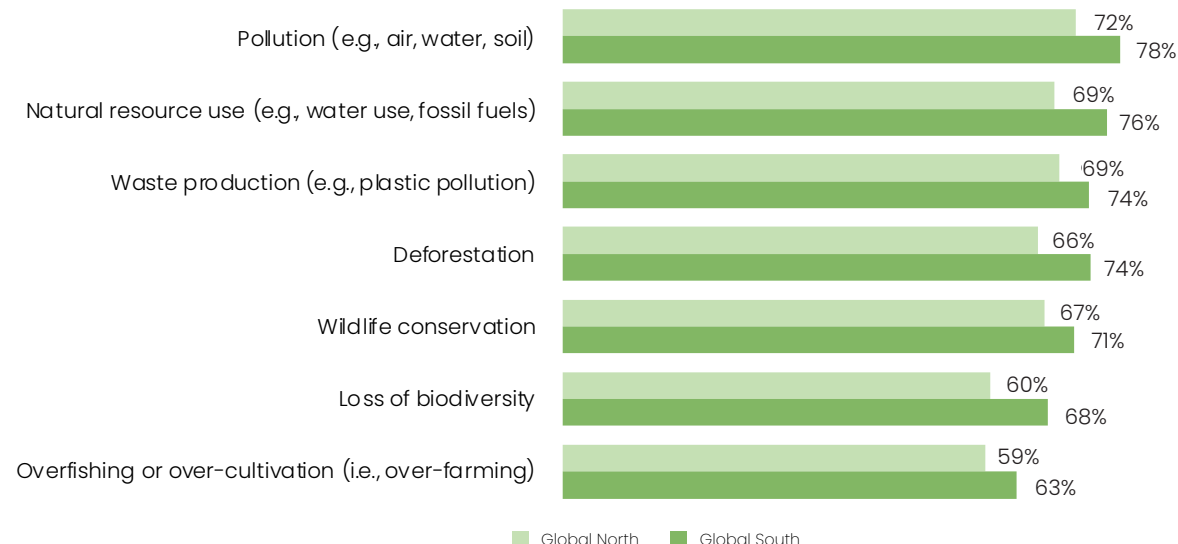 Pollution (e.g., air, water, soil)
72%
78%
Natural resource use (e.g., water use, fossil fuels)
69%
76%
Waste production (e.g., plastic pollution)
69%
74%
Deforestation
66%
74%
Wildlife conservation
67%
71%
Loss of biodiversity
60%
68%
Overfishing or over-cultivation (i.e., over-farming)
59%
63%
Global North Global South